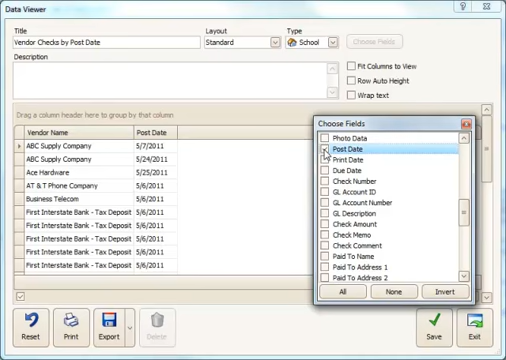 Data Viewer
Title Layout Type
Vendor Checks by Post Date Standard School Choose Fields
Description
Fit Columns to View
Row Auto Height
Wrap text
Drag a column header here to group by that column
Vendor Name Post Date
ABC Supply Company 5/7/2011
ABC Supply Company 5/24/2011
Ace Hardware 5/25/2011
AT & T Phone Company 5/6/2011
Business Telecom 5/6/2011
First Interstate Bank - Tax Deposit 5/6/2011
First Interstate Bank - Tax Deposit 5/6/2011
First Interstate Bank - Tax Deposit 5/6/2011
First Interstate Bank - Tax Deposit 5/6/2011
First Interstate Bank - Tax Deposit 5/6/2011
Choose Fields
Photo Data
Post Date
Print Date
Due Date
Check Number
GL Account ID
GL Account Number
GL Description
Check Amount
Check Memo
Check Comment
Paid To Name
Paid To Address 1
Paid To Address 2
All None Invert
Reset Print Export Delete Save Exit